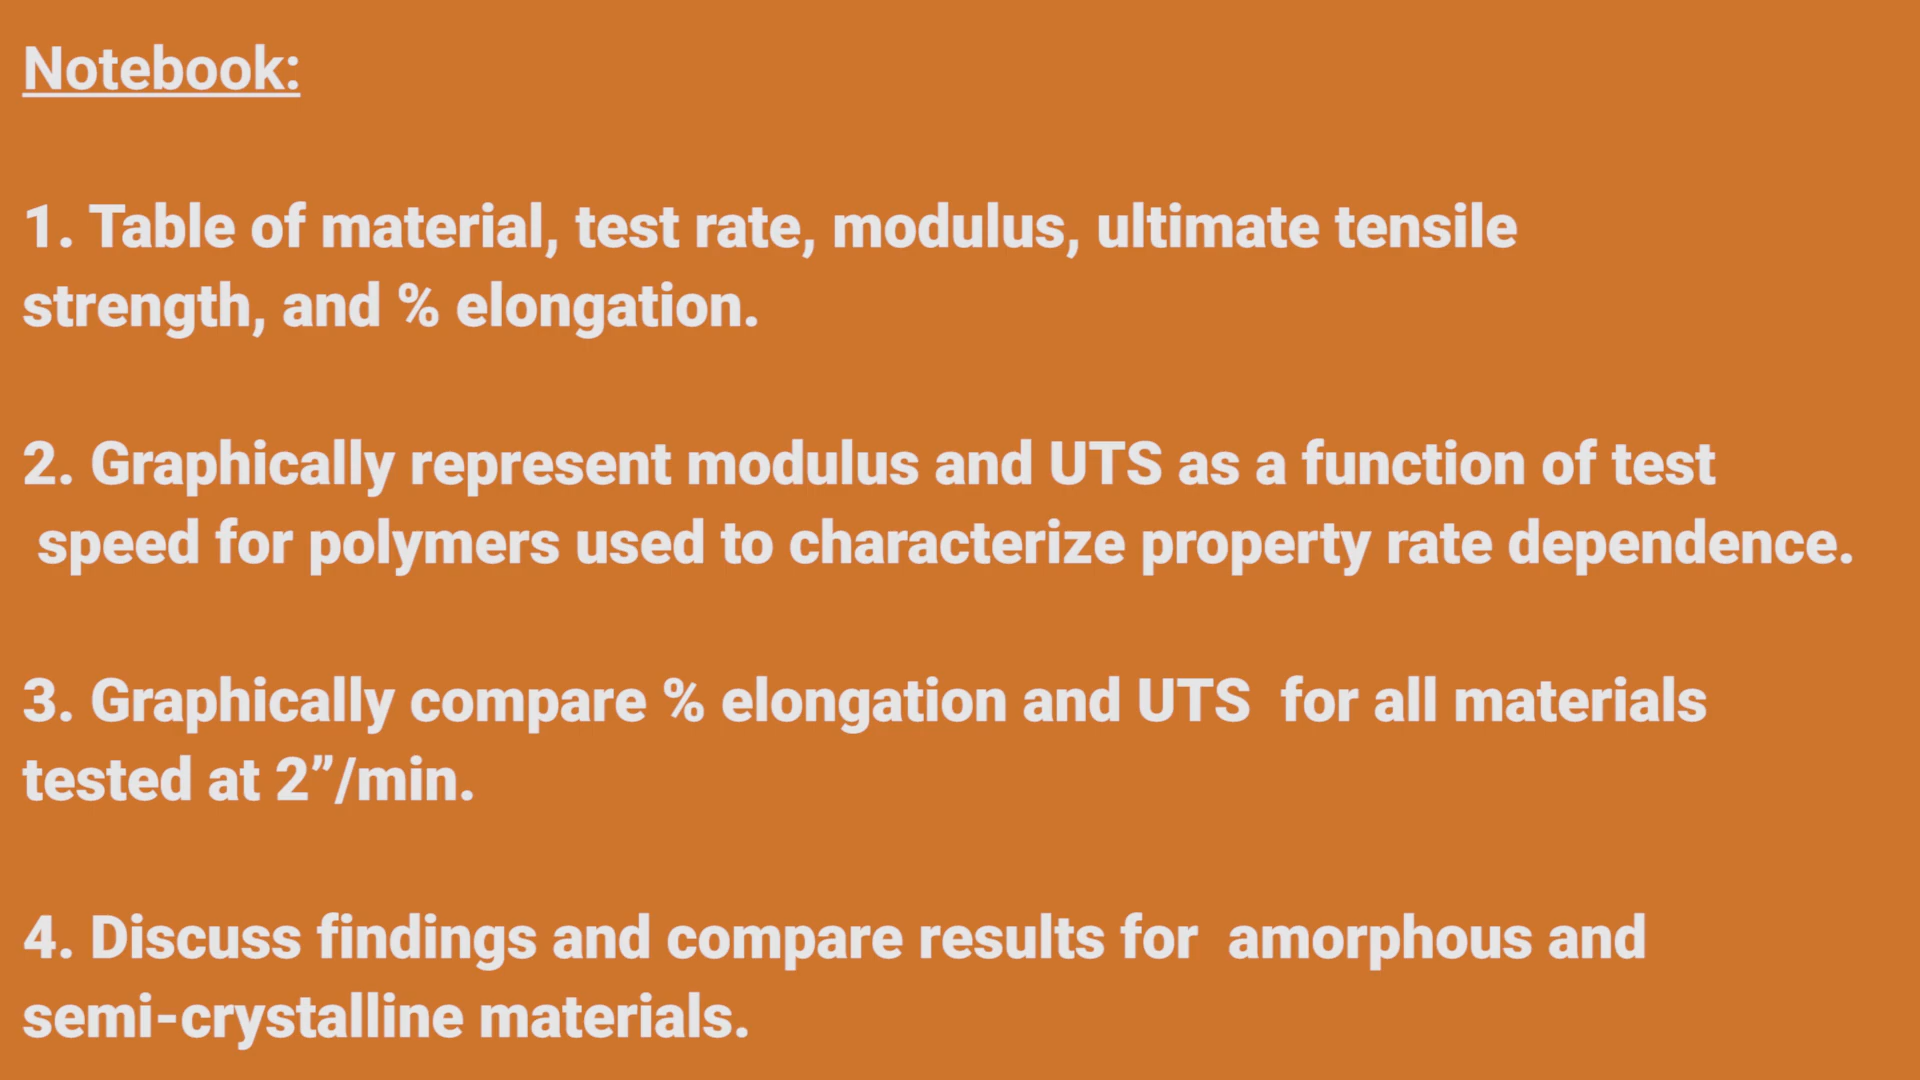 Notebook:
1. Table of material, test rate, modulus, ultimate tensile
strength, and % elongation.
2. Graphically represent modulus and UTS as a function of test
speed for polymers used to characterize property rate dependence.
3. Graphically compare % elongation and UTS for all materials
tested at 2”/min.
4. Discuss findings and compare results for amorphous and
semi-crystalline materials.